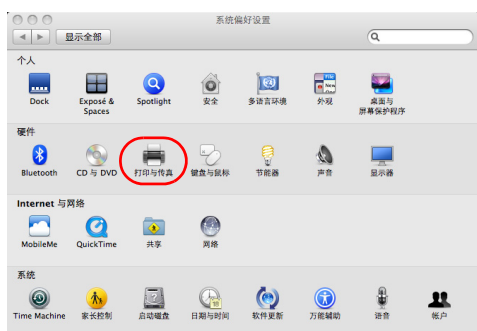 系统偏好设置
显示全部
个人
Dock
Exposé &
Spaces
Spotlight
安全
多语言环境
外观
桌面与
屏幕保护程序
硬件
Bluetooth
CD 与 DVD
打印与传真
键盘与鼠标
节能器
声音
显示器
Internet 与网络
MobileMe
QuickTime
共享
网络
系统
Time Machine
家长控制
启动磁盘
日期与时间
软件更新
万能辅助
语音
帐户